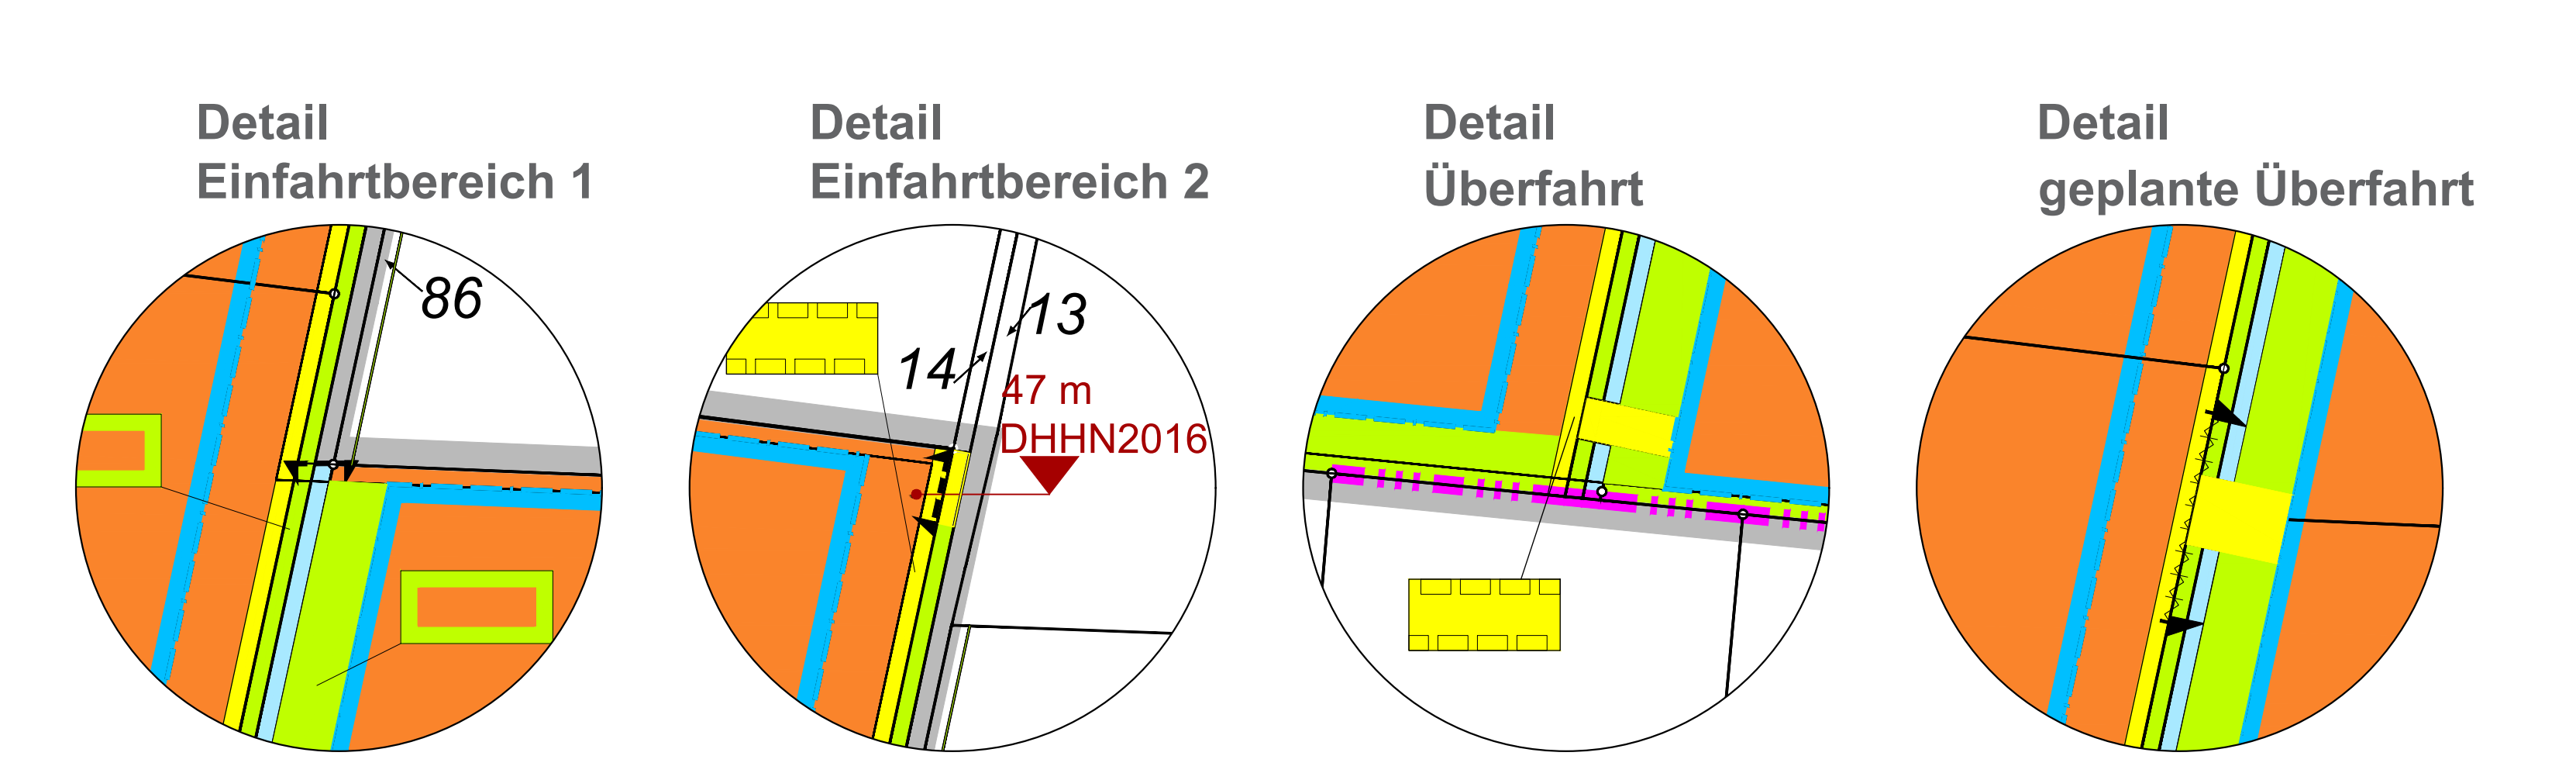 Detail
Einfahrtbereich 1
86
Detail
Einfahrtbereich 2
13
14
47 m
DHHN2016
Detail
Überfahrt
Detail
geplante Überfahrt